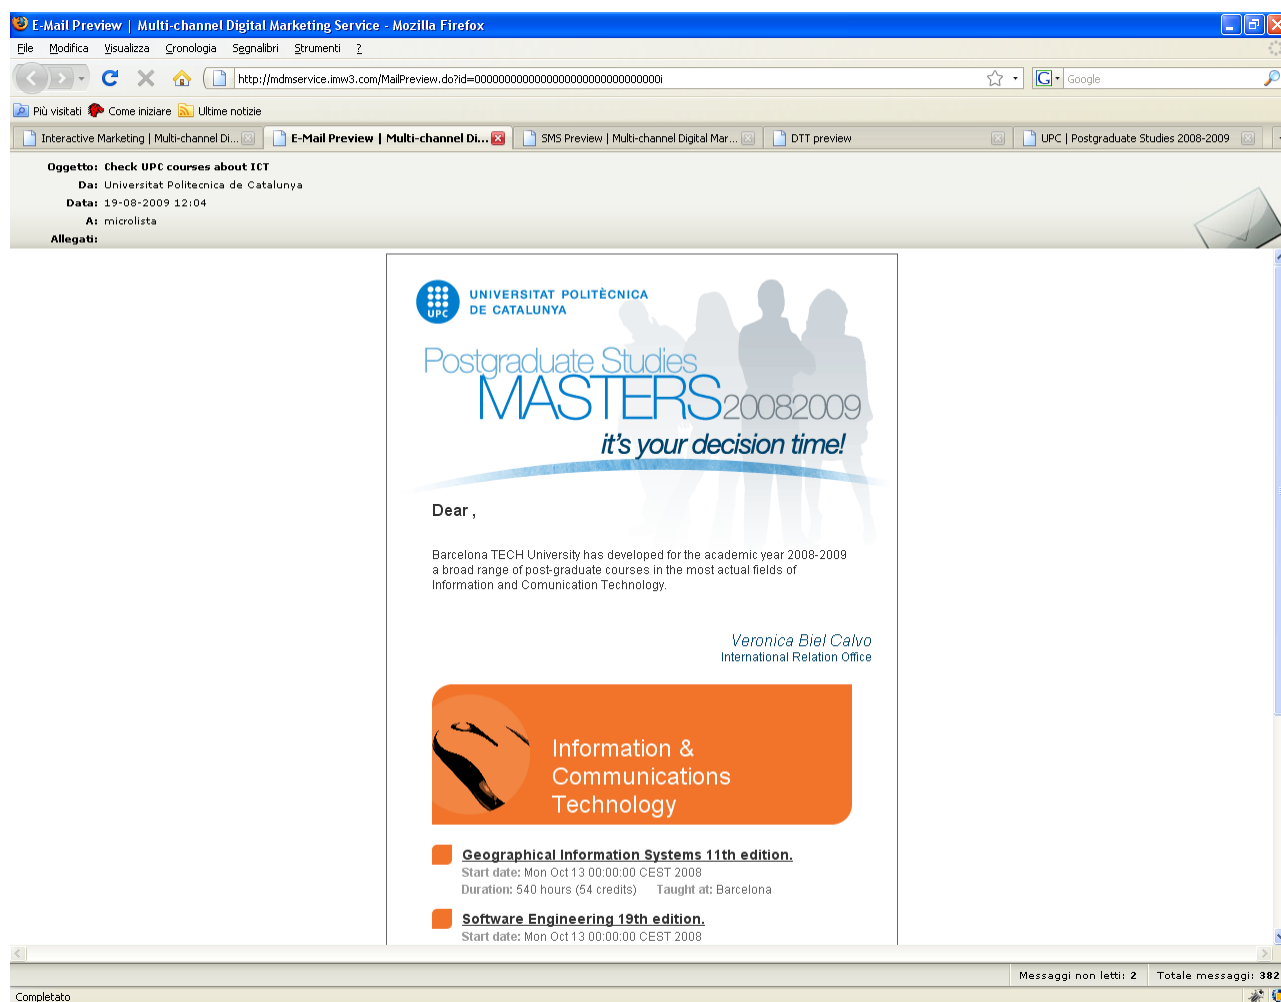 E-Mail Preview | Multi-channel Digital Marketing Service - Mozilla Firefox
File Modifica Visualizza Cronologia Segnalibri Strumenti ?
http://mdmservice.imw3.com/MailPreview.do?id=0000000000000000000000000000000i
G Google
Più visitati Come iniziare Ultime notizie
Interactive Marketing | Multi-channel Di... E-Mail Preview | Multi-channel Di... SMS Preview | Multi-channel Digital Mar... DTT preview UPC | Postgraduate Studies 2008-2009
Oggetto: Check UPC courses about ICT
Da: Universitat Politecnica de Catalunya
Data: 19-08-2009 12:04
A: microlista
Allegati:
UPC
UNIVERSITAT POLITÈCNICA
DE CATALUNYA
Postgraduate Studies
MASTERS20082009
it's your decision time!
Dear ,
Barcelona TECH University has developed for the academic year 2008-2009
a broad range of post-graduate courses in the most actual fields of
Information and Comunication Technology.
Veronica Biel Calvo
International Relation Office
Information &
Communications
Technology
Geographical Information Systems 11th edition.
Start date: Mon Oct 13 00:00:00 CEST 2008
Duration: 540 hours (54 credits) Taught at: Barcelona
Software Engineering 19th edition.
Start date: Mon Oct 13 00:00:00 CEST 2008
Messaggi non letti: 2 Totale messaggi: 382
Completato